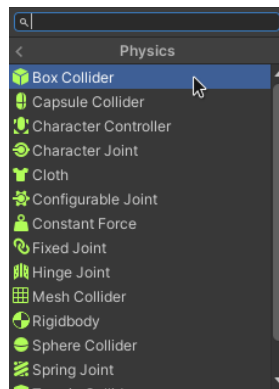 Physics
Box Collider
Capsule Collider
Character Controller
Character Joint
Cloth
Configurable Joint
Constant Force
Fixed Joint
Hinge Joint
Mesh Collider
Rigidbody
Sphere Collider
Spring Joint